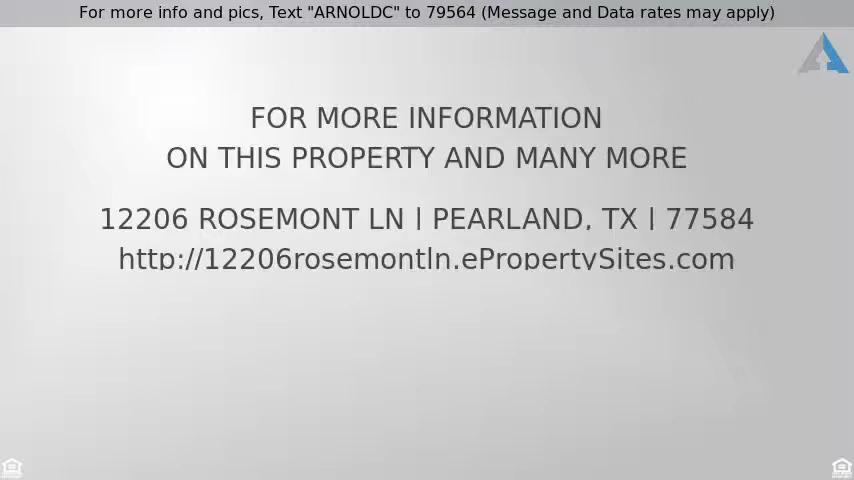 For more info and pics, Text "ARNOLDC" to 79564 (Message and Data rates may apply)
FOR MORE INFORMATION
ON THIS PROPERTY AND MANY MORE
12206 ROSEMONT LN | PEARLAND, TX | 77584
http://12206rosemontln.ePropertySites.com